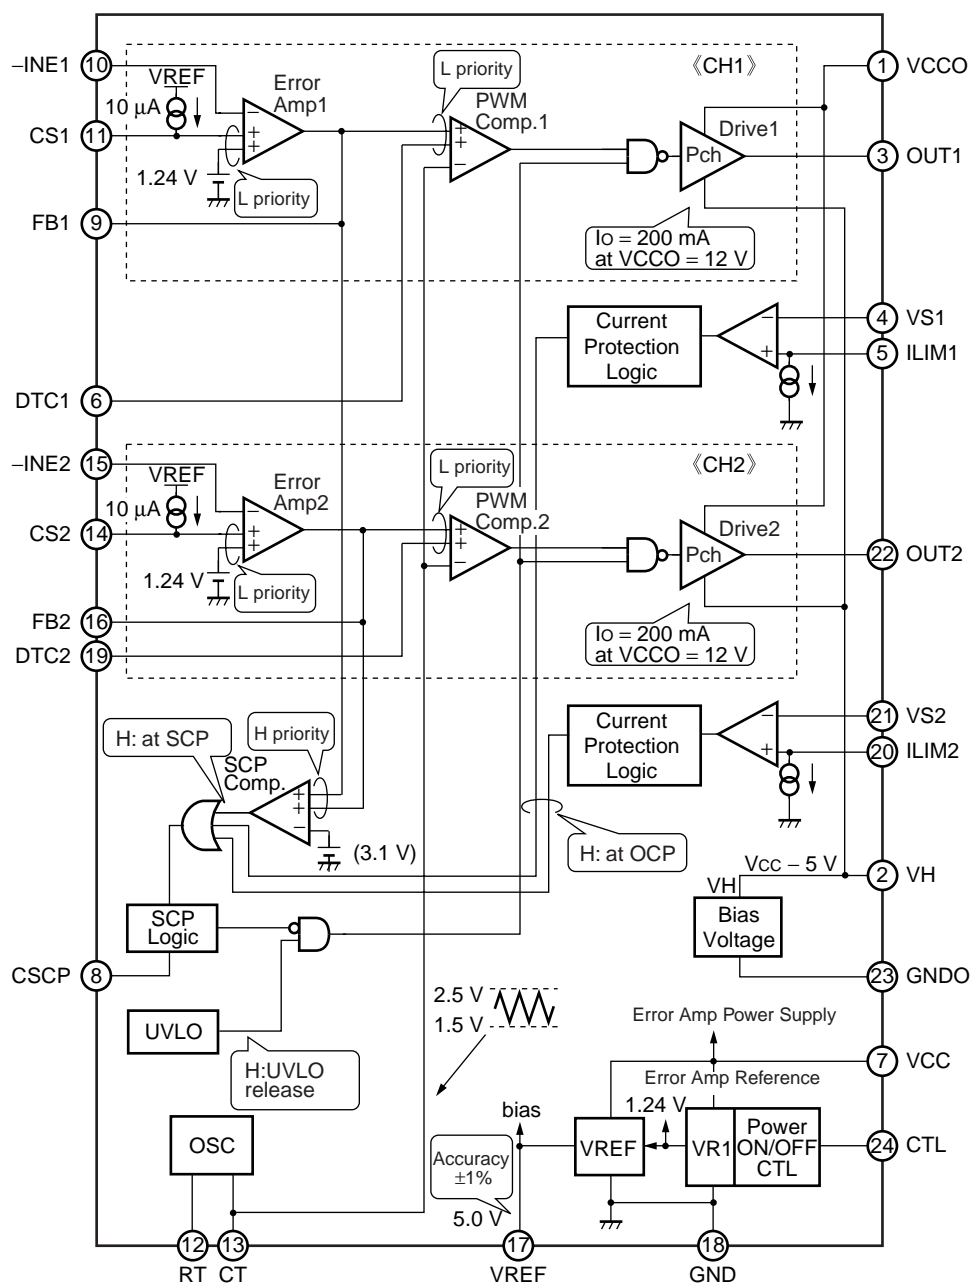 –INE1 10
VREF
10 µA
CS1 11
1.24 V
L priority
Error
Amp1
–
+
+
L priority
PWM
Comp.1
+
+
–
《CH1》
Drive1
Pch
1 VCCO
3 OUT1
IO = 200 mA
at VCCO = 12 V
FB1 9
Current
Protection
Logic
–
+
4 VS1
5 ILIM1
DTC1 6
–INE2 15
VREF
10 µA
CS2 14
1.24 V
L priority
Error
Amp2
–
+
+
L priority
PWM
Comp.2
+
+
–
《CH2》
Drive2
Pch
22 OUT2
IO = 200 mA
at VCCO = 12 V
FB2 16
DTC2 19
Current
Protection
Logic
–
+
21 VS2
20 ILIM2
H: at SCP
H priority
SCP
Comp.
+
+
–
(3.1 V)
H: at OCP
VCC – 5 V
VH
2 VH
Bias
Voltage
23 GNDO
SCP
Logic
CSCP 8
UVLO
H:UVLO
release
2.5 V
1.5 V
Error Amp Power Supply
7 VCC
Error Amp Reference
1.24 V
bias
OSC
Accuracy
±1%
5.0 V
VREF
VR1
Power
ON/OFF
CTL
24 CTL
12
RT
13
CT
17
VREF
18
GND